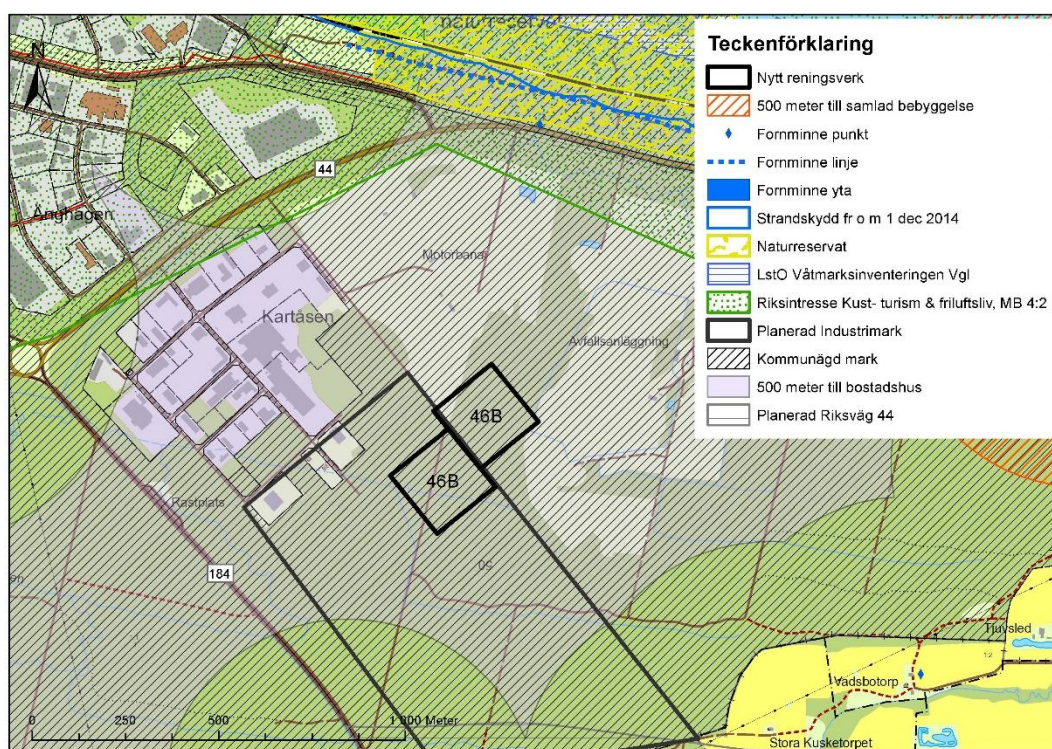 naturreserv
N
Teckenförklaring
Nytt reningsverk
500 meter till samlad bebyggelse
Fornminne punkt
Fornminne linje
Fornminne yta
Strandskydd fr o m 1 dec 2014
Naturreservat
LstO Våtmarksinventeringen Vgl
Riksintresse Kust- turism & friluftsliv, MB 4:2
Planerad Industrimark
Kommunägd mark
500 meter till bostadshus
Planerad Riksväg 44
44
Änghagen
Motorbana
Kartåsen
Avfallsanläggning
46B
46B
Rastplats
50
184
Tjuvsled
12
Vadsbotorp
Stora Kusketorpet
0 250 500 1 000 Meter